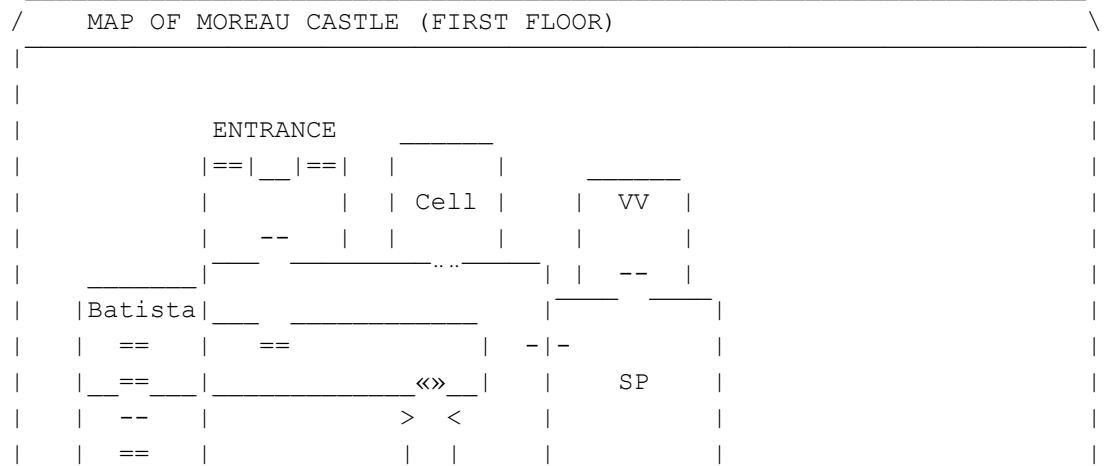 MAP OF MOREAU CASTLE (FIRST FLOOR)
ENTRANCE
Cell
VV
Batista
SP